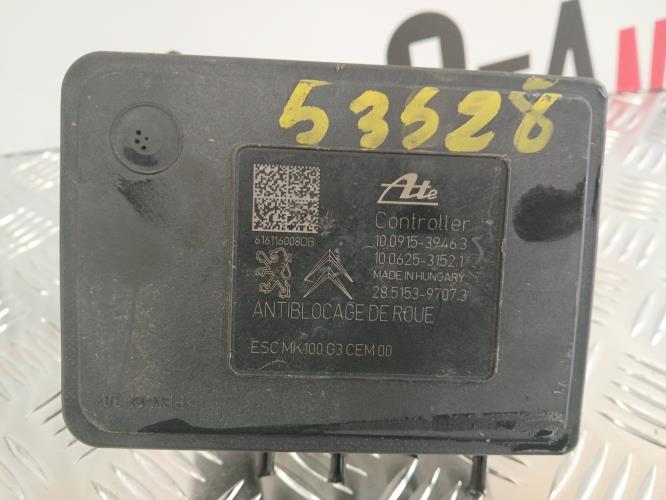 53528
Ate
Controller
616116008DB
10.0915-3946.3
10.0625-3152.1
MADE IN HUNGARY
28.5153-9707.3
ANTIBLOCAGE DE ROUE
ESC MK100 G3 CEM 00